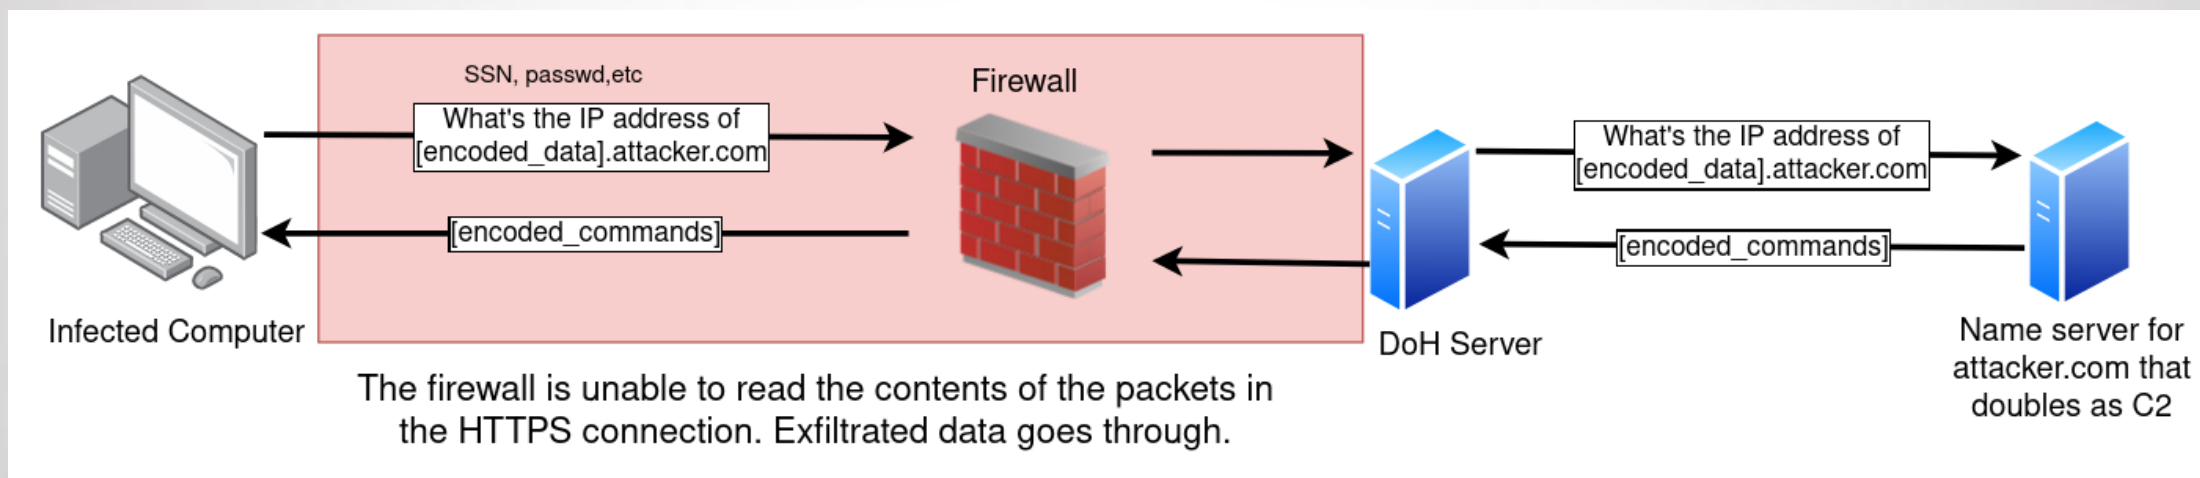 SSN, passwd,etc
What's the IP address of
[encoded_data].attacker.com
[encoded_commands]
Firewall
What's the IP address of
[encoded_data].attacker.com
[encoded_commands]
Infected Computer
DoH Server
Name server for
attacker.com that
doubles as C2
The firewall is unable to read the contents of the packets in
the HTTPS connection. Exfiltrated data goes through.